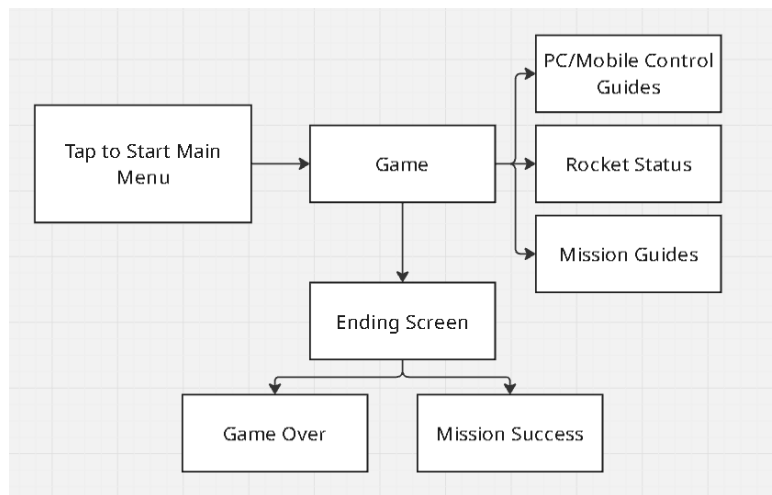 PC/Mobile Control
Guides
Tap to Start Main
Menu
Game
Rocket Status
Mission Guides
Ending Screen
Game Over
Mission Success